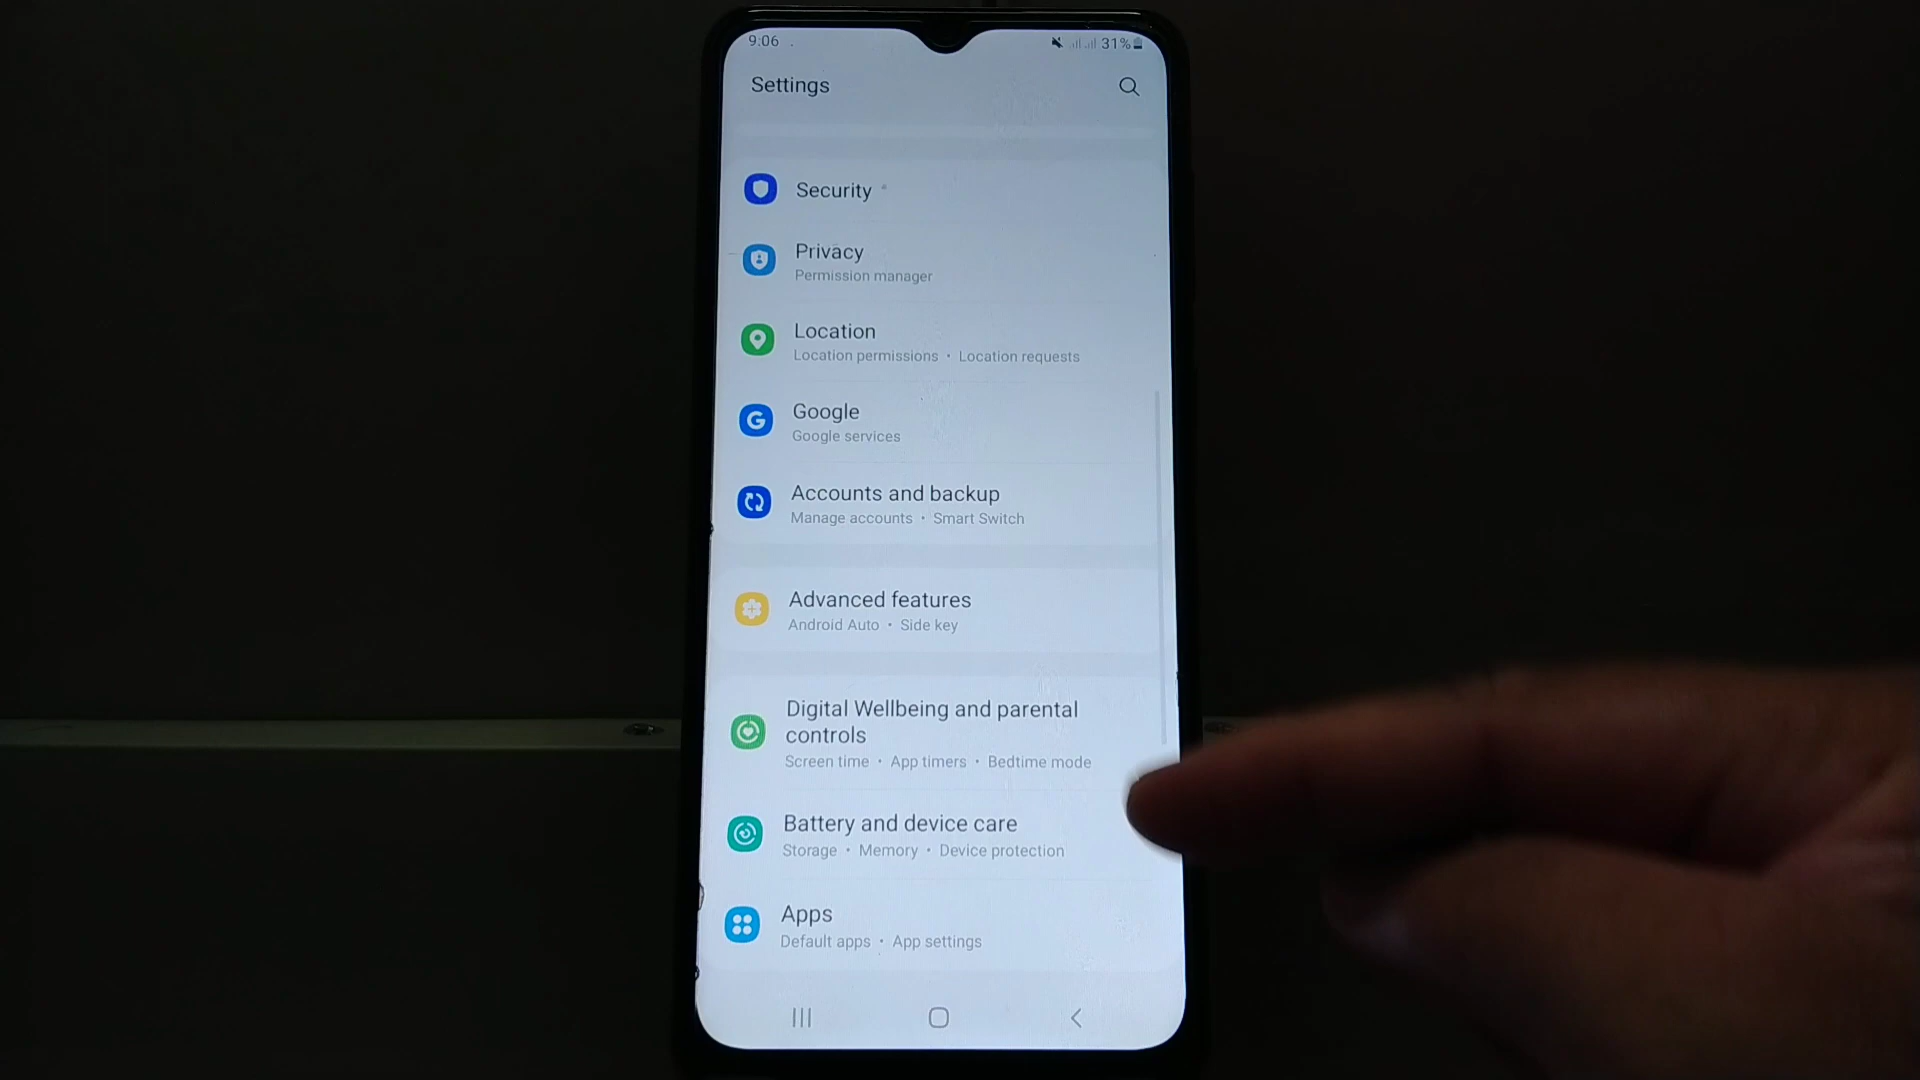 9:06 31%
Settings
Security
Privacy
Permission manager
Location
Location permissions • Location requests
G
Google
Google services
Accounts and backup
Manage accounts • Smart Switch
Advanced features
Android Auto • Side key
Digital Wellbeing and parental
controls
Screen time • App timers • Bedtime mode
Battery and device care
Storage • Memory • Device protection
Apps
Default apps • App settings